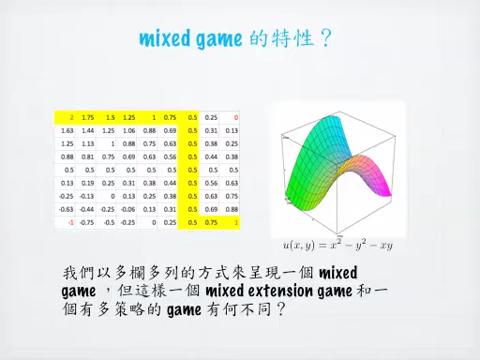 mixed game 的特性？
2 1.75 1.5 1.25 1 0.75 0.5 0.25 0
1.63 1.44 1.25 1.06 0.88 0.69 0.5 0.31 0.13
1.25 1.13 1 0.88 0.75 0.63 0.5 0.38 0.25
0.88 0.81 0.75 0.69 0.63 0.56 0.5 0.44 0.38
0.5 0.5 0.5 0.5 0.5 0.5 0.5 0.5 0.5
0.13 0.19 0.25 0.31 0.38 0.44 0.5 0.56 0.63
-0.25 -0.13 0 0.13 0.25 0.38 0.5 0.63 0.75
-0.63 -0.44 -0.25 -0.06 0.13 0.31 0.5 0.69 0.88
-1 -0.75 -0.5 -0.25 0 0.25 0.5 0.75 1
u(x, y) = x² − y² − xy
我們以多欄多列的方式來呈現一個 mixed
game ，但這樣一個 mixed extension game 和一
個有多策略的 game 有何不同？